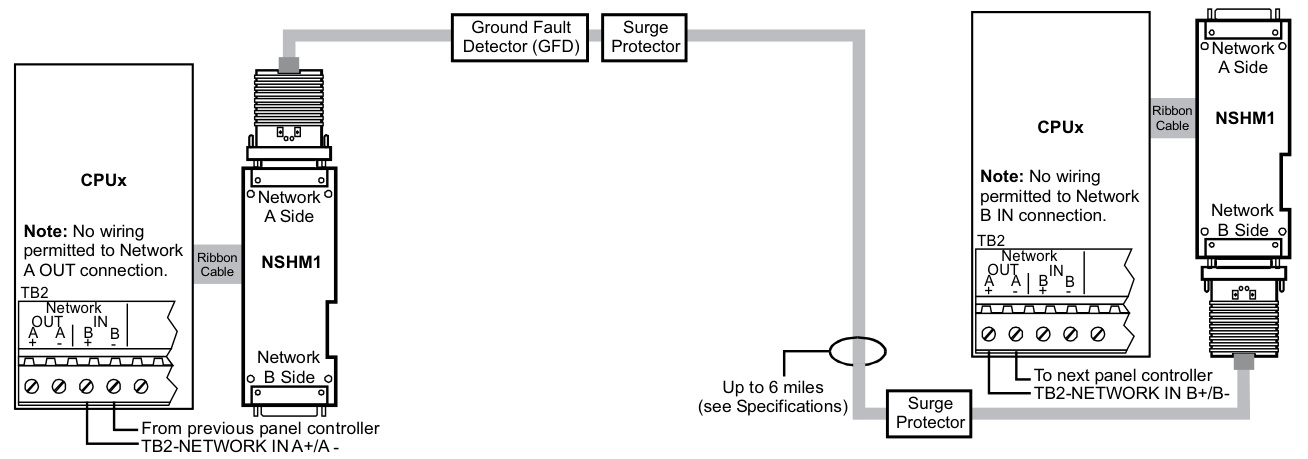 Ground Fault
Detector (GFD)
Surge
Protector
CPUx
Note: No wiring
permitted to Network
A OUT connection.
TB2
Network
OUT IN
A A B B
+ - + -
Ribbon
Cable
Network
A Side
NSHM1
Network
B Side
From previous panel controller
TB2-NETWORK IN A+/A -
Up to 6 miles
(see Specifications)
Surge
Protector
CPUx
Note: No wiring
permitted to Network
B IN connection.
TB2
Network
OUT IN
A A B B
+ - + -
Ribbon
Cable
Network
A Side
NSHM1
Network
B Side
To next panel controller
TB2-NETWORK IN B+/B-